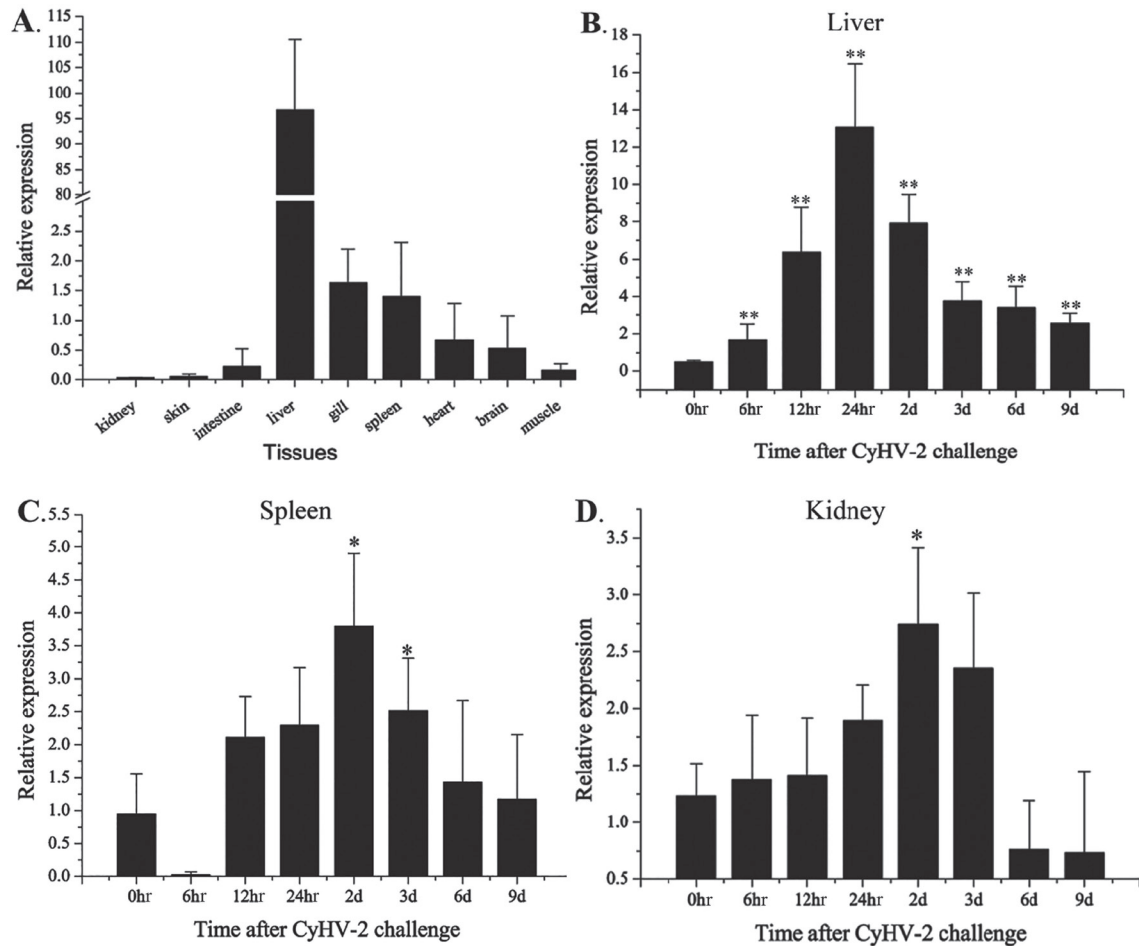 A.
115
110
105
100
95
90
85
80
2.5
2.0
1.5
1.0
0.5
0.0
Relative expression
kidney
skin
intestine
liver
gill
spleen
heart
brain
muscle
Tissues
B.
Liver
18
16
14
12
10
8
6
4
2
0
Relative expression
**
**
**
**
**
**
**
0hr 6hr 12hr 24hr 2d 3d 6d 9d
Time after CyHV-2 challenge
C.
Spleen
5.5
5.0
4.5
4.0
3.5
3.0
2.5
2.0
1.5
1.0
0.5
0.0
Relative expression
*
*
0hr 6hr 12hr 24hr 2d 3d 6d 9d
Time after CyHV-2 challenge
D.
Kidney
3.5
3.0
2.5
2.0
1.5
1.0
0.5
Relative expression
*
0hr 6hr 12hr 24hr 2d 3d 6d 9d
Time after CyHV-2 challenge